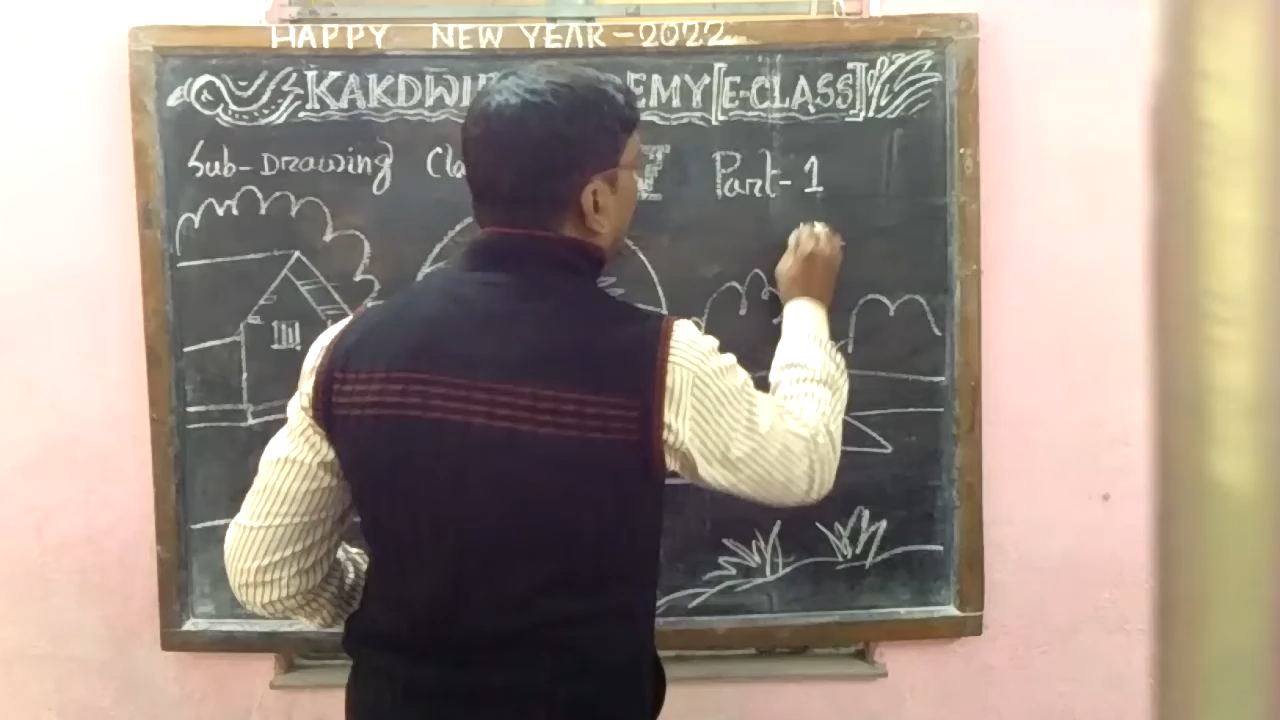 HAPPY NEW YEAR-2022
KAKDWI EMY [E-CLASS]
Sub-Drawing Cla Part-1